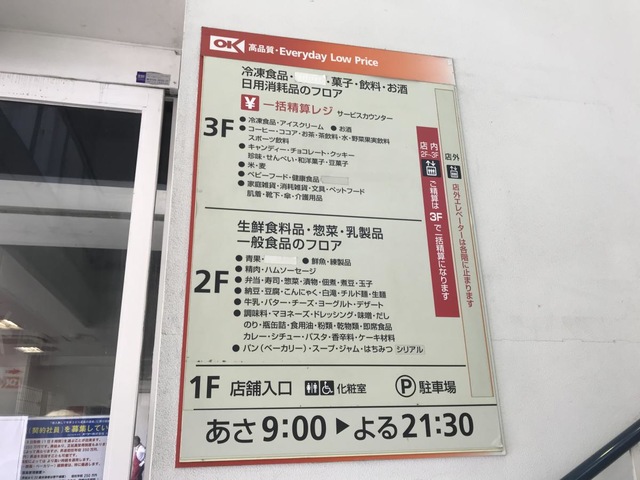 OK 高品質・Everyday Low Price
冷凍食品・ ・菓子・飲料・お酒
日用消耗品のフロア
¥ 一括精算レジ サービスカウンター
3F
● 冷凍食品・アイスクリーム ● お酒
● コーヒー・ココア・お茶・茶飲料・水・野菜果実飲料
スポーツ飲料
● キャンディー・チョコレート・クッキー
珍味・せんべい・和洋菓子・豆菓子
● 米・麦
● ベビーフード・健康食品
● 家庭雑貨・消耗雑貨・文具・ペットフード
肌着・靴下・傘・介護用品
店内
2F-3F
ご精算は3Fで一括精算になります
店外
店外エレベーターは各階に止まります
生鮮食料品・惣菜・乳製品
一般食品のフロア
2F
● 青果・ ● 鮮魚・練製品
● 精肉・ハムソーセージ
● 弁当・寿司・惣菜・漬物・佃煮・煮豆・玉子
● 納豆・豆腐・こんにゃく・白滝・チルド麺・生麺
● 牛乳・バター・チーズ・ヨーグルト・デザート
● 調味料・マヨネーズ・ドレッシング・味噌・だし
のり・瓶缶詰・食用油・粉類・乾物類・即席食品
カレー・シチュー・パスタ・香辛料・ケーキ材料
● パン(ベーカリー)・スープ・ジャム・はちみつ シリアル
1F 店舗入口 化粧室 P 駐車場
あさ9:00▶よる21:30
[契約社員]を募集してい